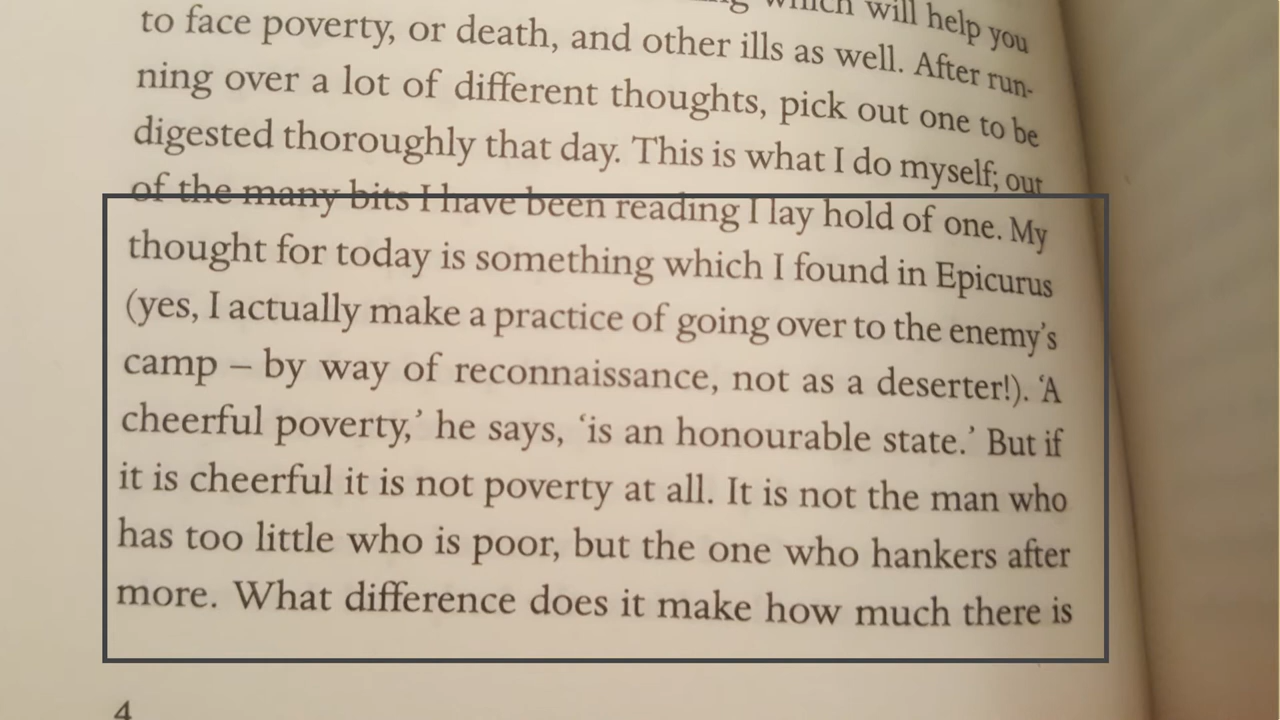 which will help you
to face poverty, or death, and other ills as well. After run-
ning over a lot of different thoughts, pick out one to be
digested thoroughly that day. This is what I do myself; out
of the many bits I have been reading I lay hold of one. My
thought for today is something which I found in Epicurus
(yes, I actually make a practice of going over to the enemy's
camp – by way of reconnaissance, not as a deserter!). 'A
cheerful poverty,' he says, 'is an honourable state.' But if
it is cheerful it is not poverty at all. It is not the man who
has too little who is poor, but the one who hankers after
more. What difference does it make how much there is
4